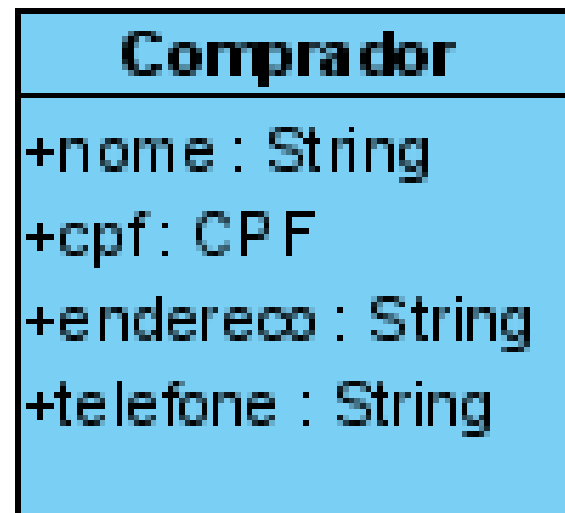 Comprador
+nome : String
+cpf : CPF
+endereco : String
+telefone : String